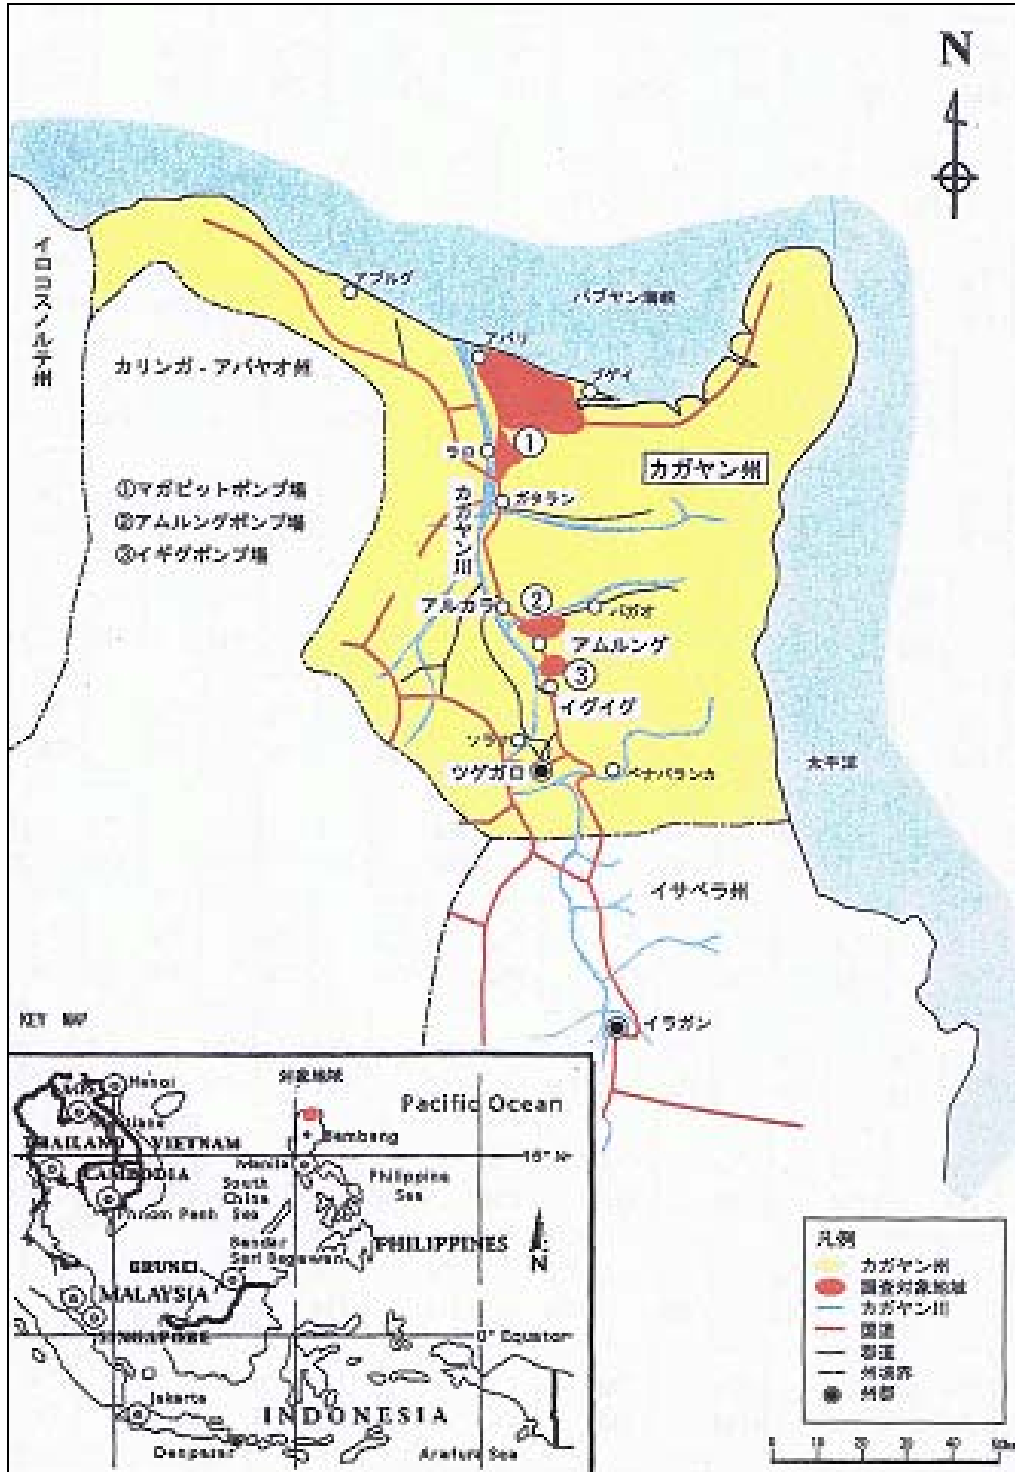 N
イロコスノルテ州
アブルグ
バブヤン海峡
アパリ
カリンガ - アパヤオ州
ブゲイ
①
ラロ
カガヤン州
①マガピットポンプ場
②アムルングポンプ場
③イギグポンプ場
カガヤン川
ガタラン
アルカラ
②
バガオ
アムルング
③
イグイグ
ソラナ
ツゲガロ
ペナバランカ
太平洋
イサベラ州
イラガン
KEY MAP
対象地域
Hanoi
Pacific Ocean
Bambang
THAILAND
VIETNAM
16° N
Manila
CAMBODIA
Philippine
Sea
South
China
Sea
Phnom Penh
Bandar
Seri Begawan
PHILIPPINES
N
BRUNEI
MALAYSIA
SINGAPORE
0° Equator
Jakarta
INDONESIA
Denpasar
Arafura Sea
凡例
カガヤン州
調査対象地域
カガヤン川
国道
郡道
州境界
州都
0 10 20 30 40 50km